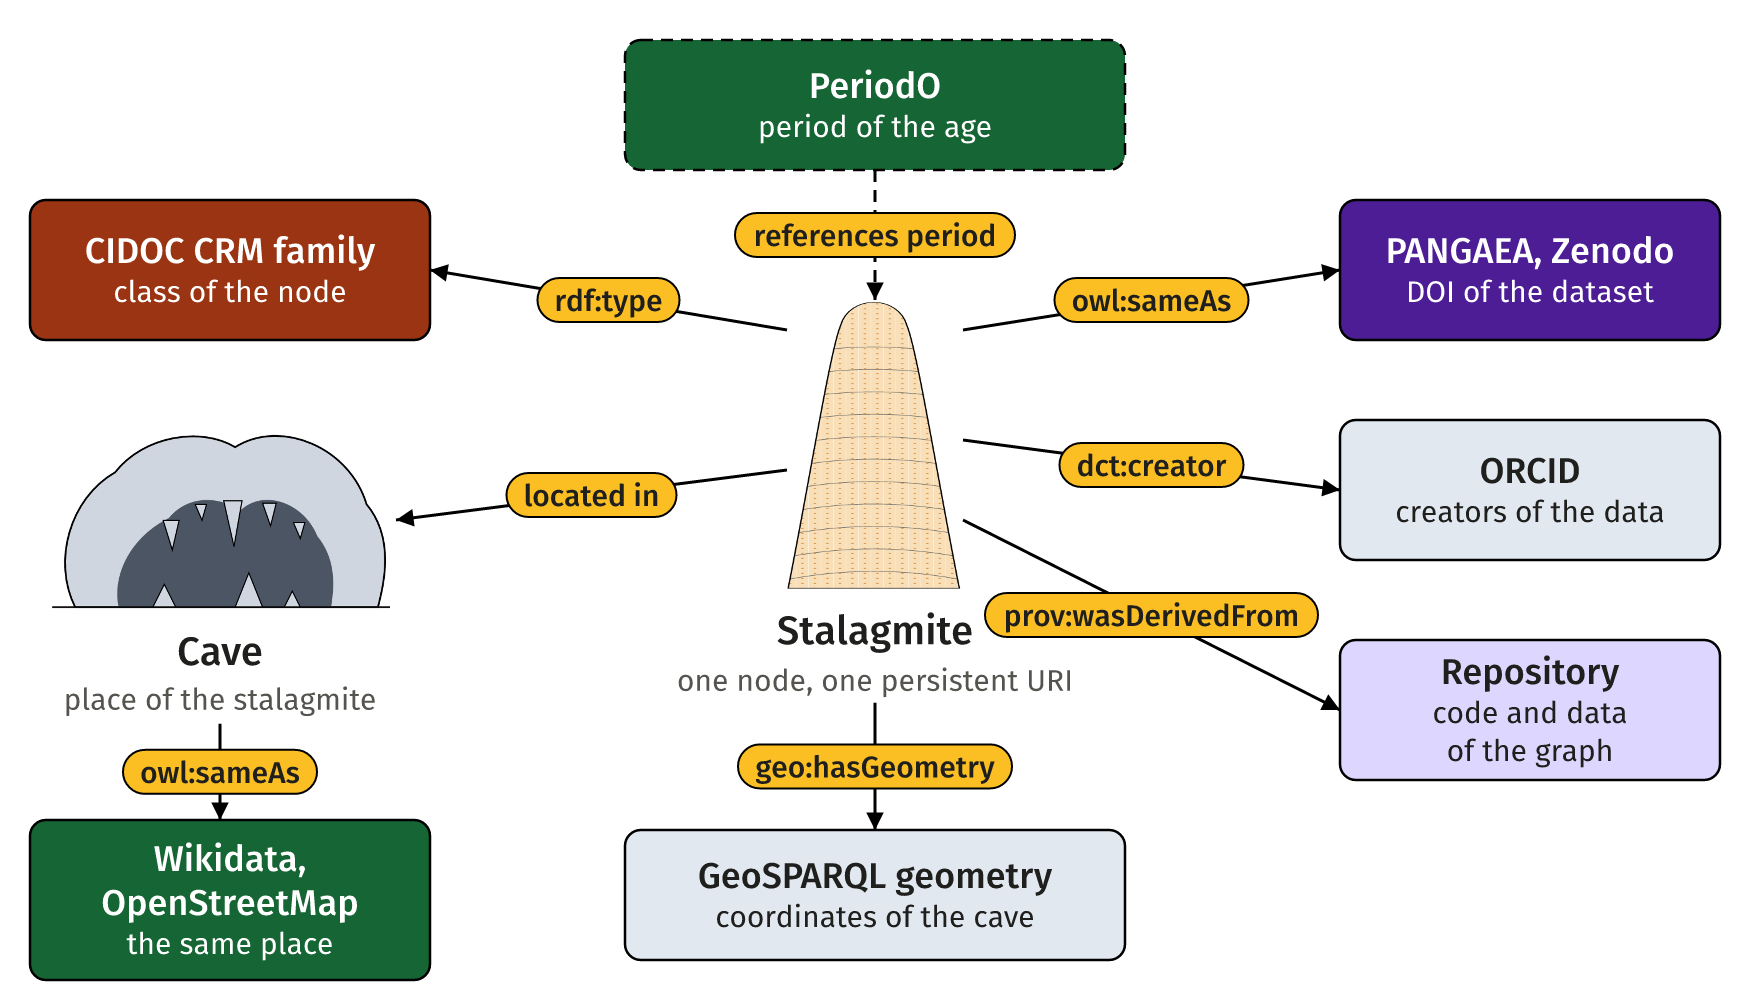 PeriodO
period of the age
references period
CIDOC CRM family
class of the node
rdf:type
owl:sameAs
PANGAEA, Zenodo
DOI of the dataset
located in
dct:creator
ORCID
creators of the data
prov:wasDerivedFrom
Repository
code and data
of the graph
Cave
place of the stalagmite
Stalagmite
one node, one persistent URI
owl:sameAs
geo:hasGeometry
Wikidata,
OpenStreetMap
the same place
GeoSPARQL geometry
coordinates of the cave